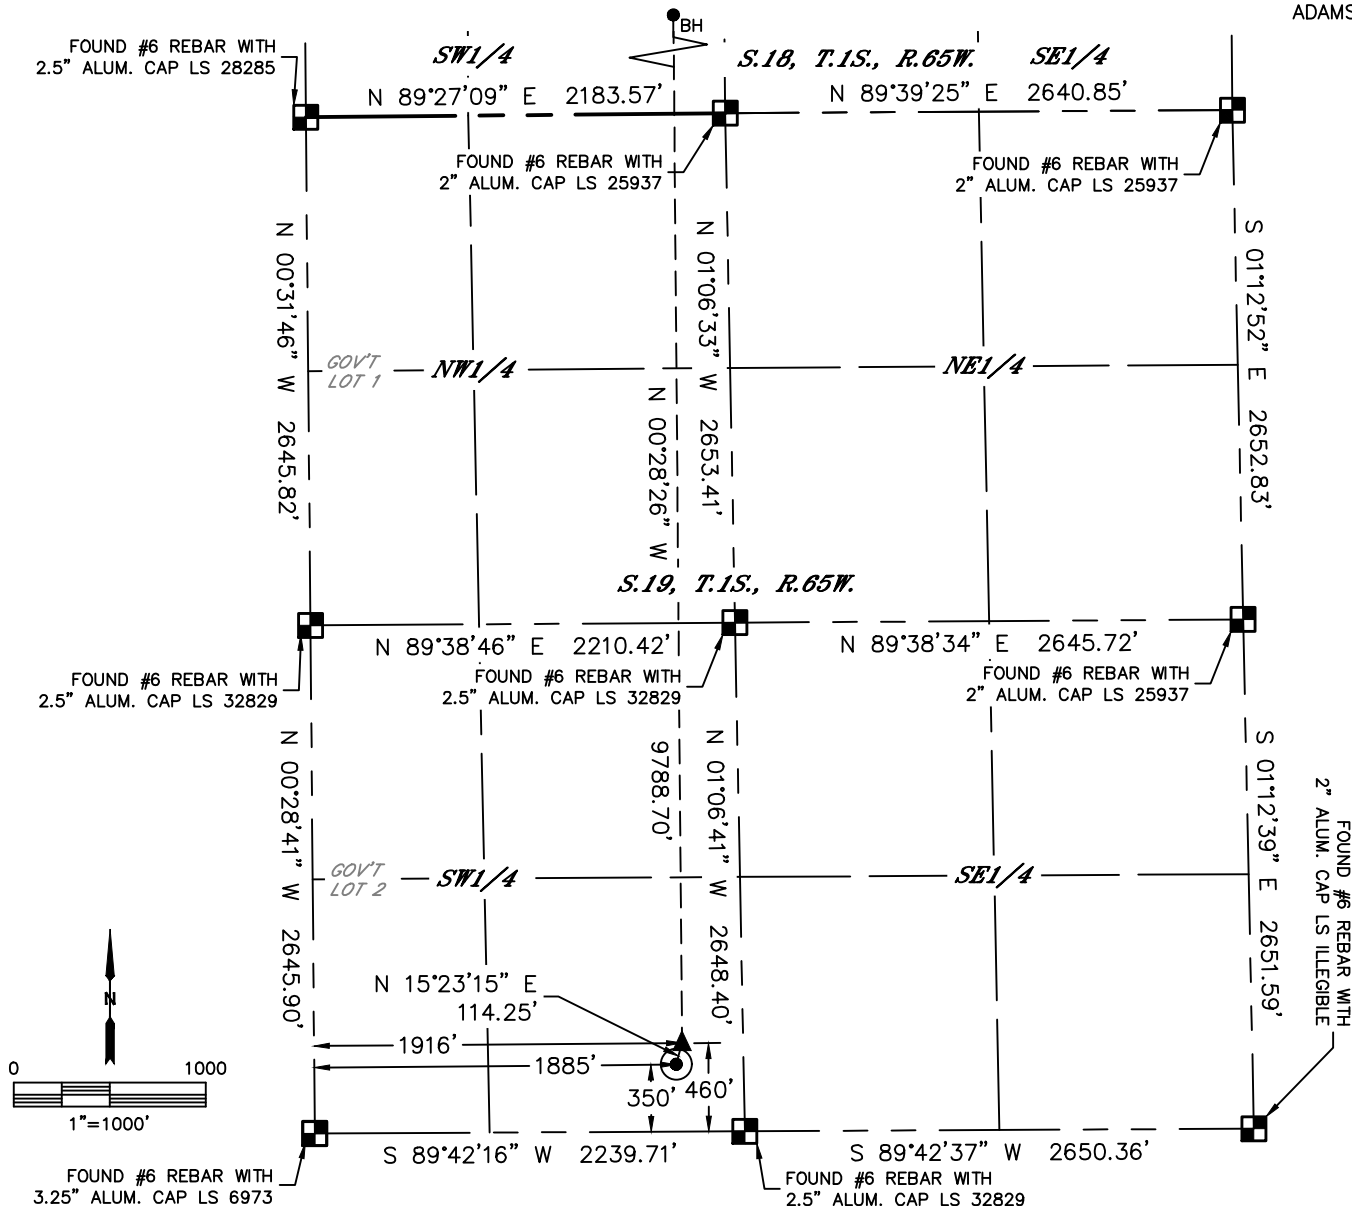 ADAMS
BH
FOUND #6 REBAR WITH
2.5" ALUM. CAP LS 28285
SW1/4
S.18, T.1S., R.65W.
SE1/4
N 89°27'09" E 2183.57'
N 89°39'25" E 2640.85'
FOUND #6 REBAR WITH
2" ALUM. CAP LS 25937
FOUND #6 REBAR WITH
2" ALUM. CAP LS 25937
N 00°31'46" W 2645.82'
N 01°06'33" W 2653.41'
S 01°12'52" E 2652.83'
GOV'T
LOT 1
NW1/4
NE1/4
N 00°28'26" W
9788.70'
S.19, T.1S., R.65W.
N 89°38'46" E 2210.42'
N 89°38'34" E 2645.72'
FOUND #6 REBAR WITH
2.5" ALUM. CAP LS 32829
FOUND #6 REBAR WITH
2.5" ALUM. CAP LS 32829
FOUND #6 REBAR WITH
2" ALUM. CAP LS 25937
N 00°28'41" W 2645.90'
N 01°06'41" W 2648.40'
S 01°12'39" E 2651.59'
FOUND #6 REBAR WITH
2" ALUM. CAP LS ILLEGIBLE
GOV'T
LOT 2
SW1/4
SE1/4
N 15°23'15" E
114.25'
N
1916'
1885'
350'
460'
0 1000
1"=1000'
S 89°42'16" W 2239.71'
S 89°42'37" W 2650.36'
FOUND #6 REBAR WITH
3.25" ALUM. CAP LS 6973
FOUND #6 REBAR WITH
2.5" ALUM. CAP LS 32829